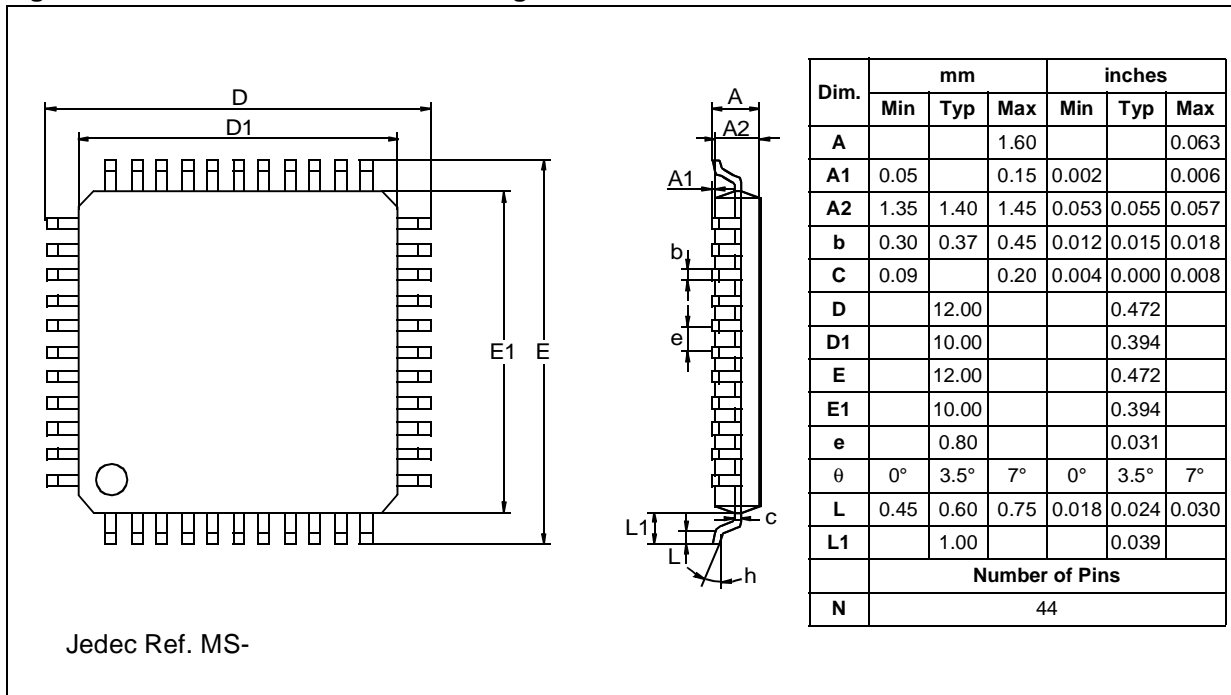 D
D1
E1 E
A
A2
A1
b
e
c
L1
L
h
Jedec Ref. MS-
Dim. mm inches
Min Typ Max Min Typ Max
A 1.60 0.063
A1 0.05 0.15 0.002 0.006
A2 1.35 1.40 1.45 0.053 0.055 0.057
b 0.30 0.37 0.45 0.012 0.015 0.018
C 0.09 0.20 0.004 0.000 0.008
D 12.00 0.472
D1 10.00 0.394
E 12.00 0.472
E1 10.00 0.394
e 0.80 0.031
θ 0° 3.5° 7° 0° 3.5° 7°
L 0.45 0.60 0.75 0.018 0.024 0.030
L1 1.00 0.039
Number of Pins
N 44